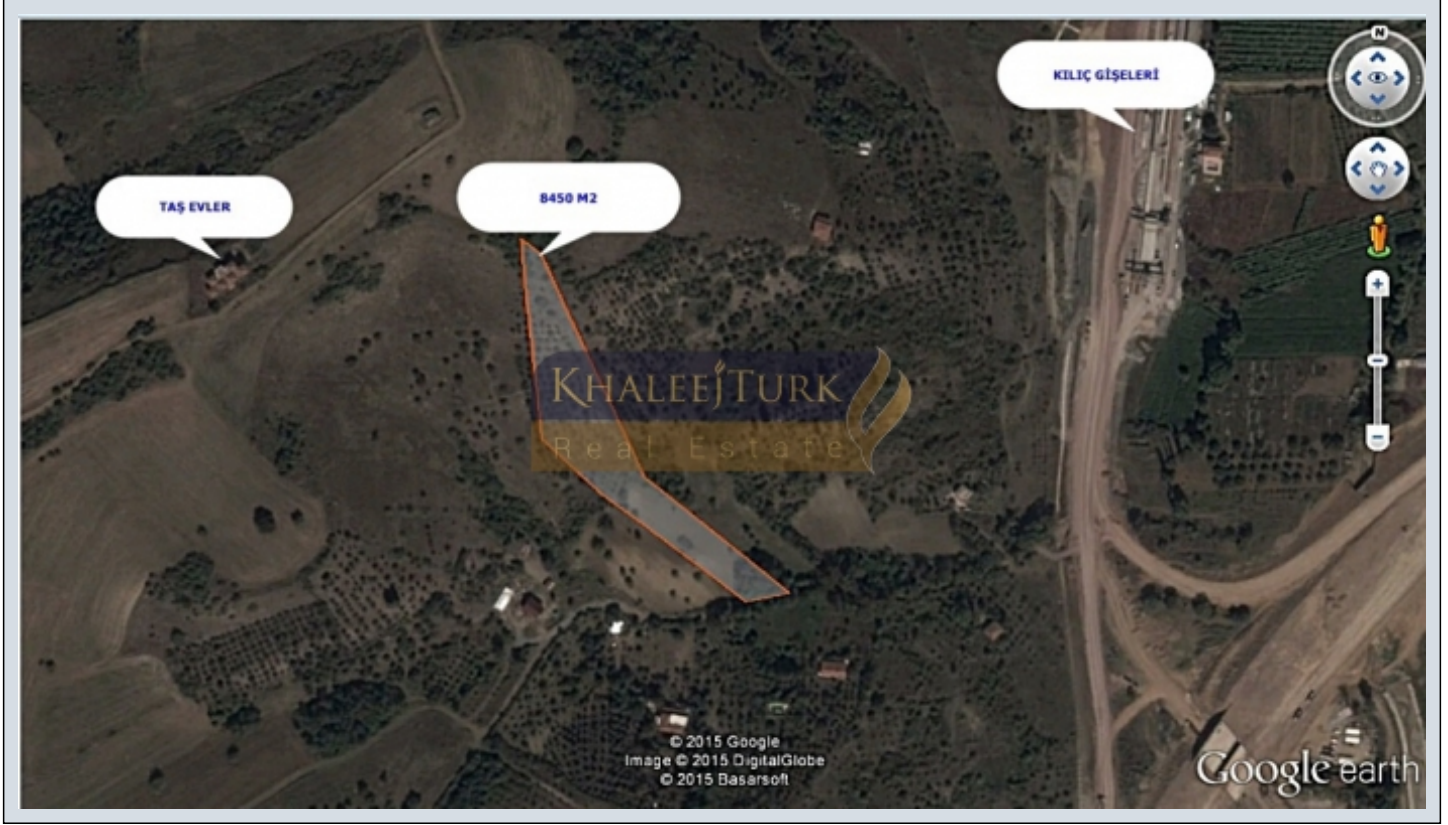 N
KILIÇ GİŞELERİ
TAŞ EVLER
8450 M2
KHALEEJTURK
Real Estate
© 2015 Google
Image © 2015 DigitalGlobe
© 2015 Basarsoft
Google earth